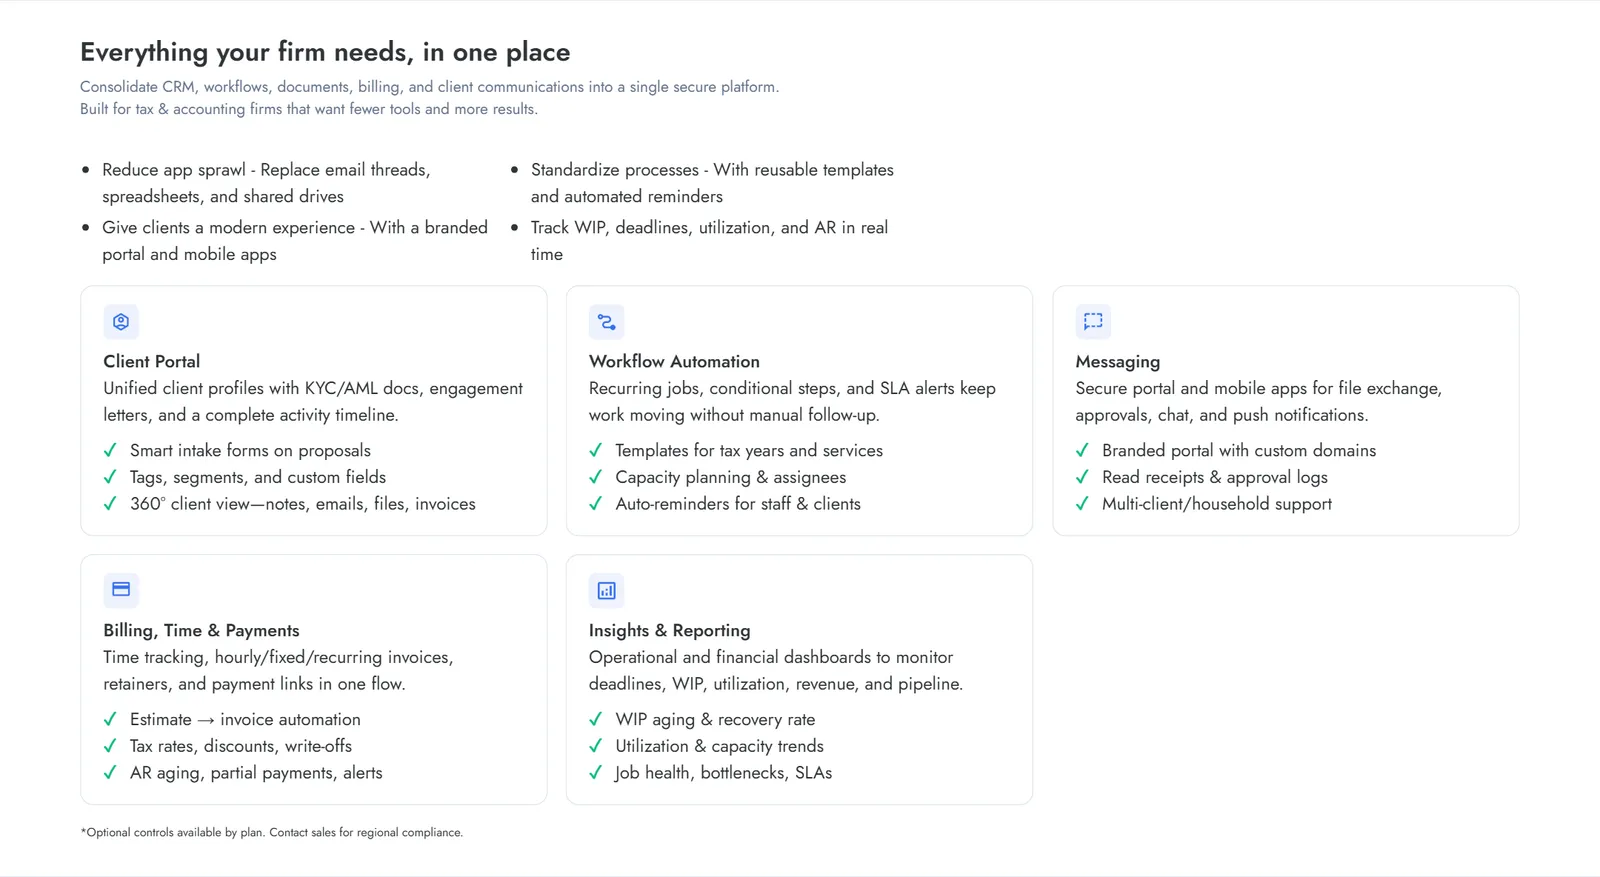 Everything your firm needs, in one place
Consolidate CRM, workflows, documents, billing, and client communications into a single secure platform.
Built for tax & accounting firms that want fewer tools and more results.
Reduce app sprawl - Replace email threads,
spreadsheets, and shared drives
Standardize processes - With reusable templates
and automated reminders
Give clients a modern experience - With a branded
portal and mobile apps
Track WIP, deadlines, utilization, and AR in real
time
Client Portal
Unified client profiles with KYC/AML docs, engagement
letters, and a complete activity timeline.
✓ Smart intake forms on proposals
✓ Tags, segments, and custom fields
✓ 360° client view—notes, emails, files, invoices
Workflow Automation
Recurring jobs, conditional steps, and SLA alerts keep
work moving without manual follow-up.
✓ Templates for tax years and services
✓ Capacity planning & assignees
✓ Auto-reminders for staff & clients
Messaging
Secure portal and mobile apps for file exchange,
approvals, chat, and push notifications.
✓ Branded portal with custom domains
✓ Read receipts & approval logs
✓ Multi-client/household support
Billing, Time & Payments
Time tracking, hourly/fixed/recurring invoices,
retainers, and payment links in one flow.
✓ Estimate → invoice automation
✓ Tax rates, discounts, write-offs
✓ AR aging, partial payments, alerts
Insights & Reporting
Operational and financial dashboards to monitor
deadlines, WIP, utilization, revenue, and pipeline.
✓ WIP aging & recovery rate
✓ Utilization & capacity trends
✓ Job health, bottlenecks, SLAs
*Optional controls available by plan. Contact sales for regional compliance.